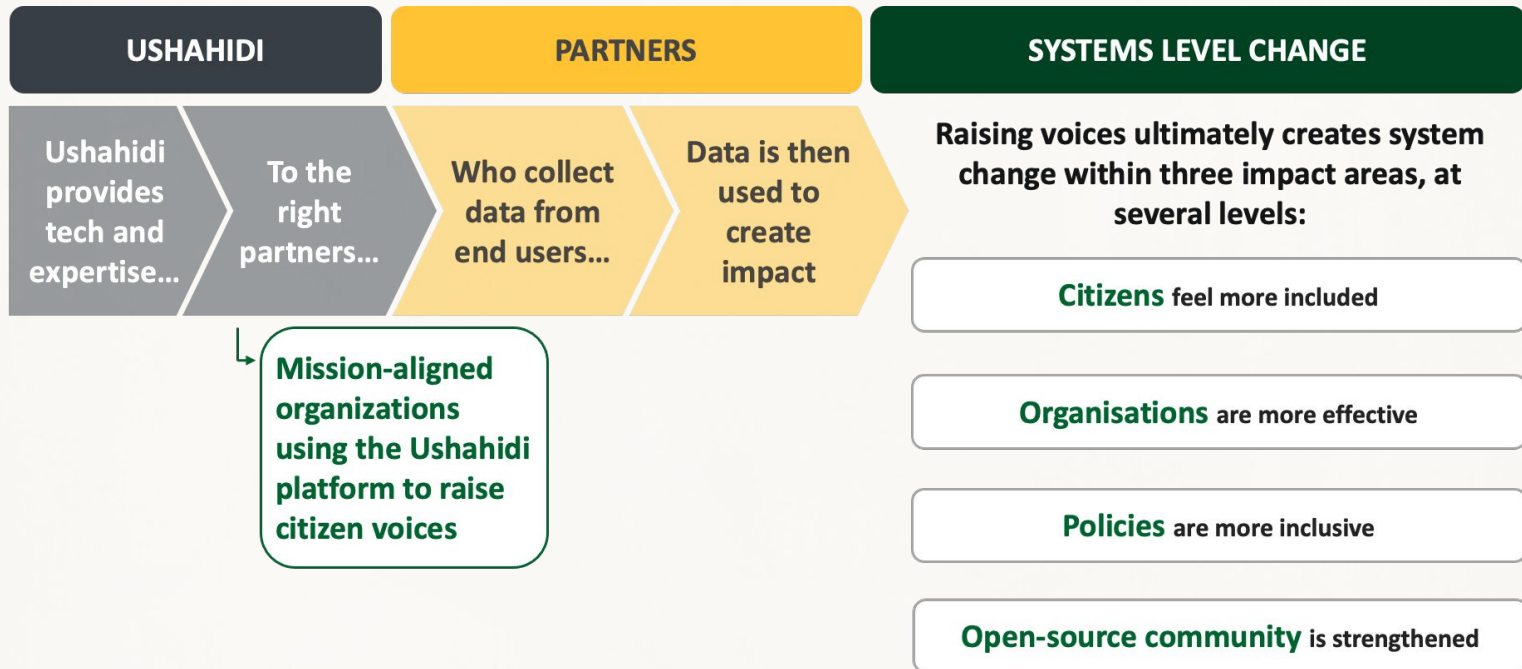 USHAHIDI
PARTNERS
SYSTEMS LEVEL CHANGE
Ushahidi
provides
tech and
expertise...
To the
right
partners...
Who collect
data from
end users...
Data is then
used to
create
impact
Mission-aligned
organizations
using the Ushahidi
platform to raise
citizen voices
Raising voices ultimately creates system
change within three impact areas, at
several levels:
Citizens feel more included
Organisations are more effective
Policies are more inclusive
Open-source community is strengthened